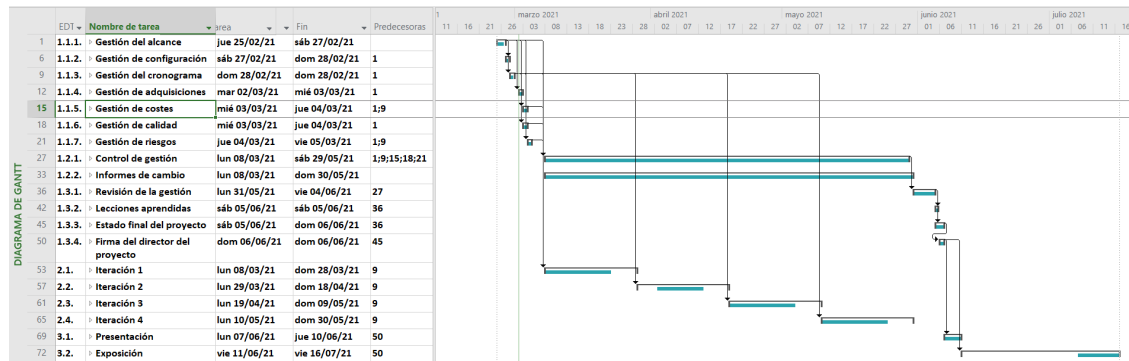 1 marzo 2021 abril 2021 mayo 2021 junio 2021 julio 2021
EDT Nombre de tarea area Fin Predecesoras 11 16 21 26 03 08 13 18 23 28 02 07 12 17 22 27 02 07 12 17 22 27 01 06 11 16 21 26 01 06 11 16
1 1.1.1. Gestión del alcance jue 25/02/21 sáb 27/02/21
6 1.1.2. Gestión de configuración sáb 27/02/21 dom 28/02/21 1
9 1.1.3. Gestión del cronograma dom 28/02/21 dom 28/02/21 1
12 1.1.4. Gestión de adquisiciones mar 02/03/21 mié 03/03/21 1
15 1.1.5. Gestión de costes mié 03/03/21 jue 04/03/21 1;9
18 1.1.6. Gestión de calidad mié 03/03/21 jue 04/03/21 1
21 1.1.7. Gestión de riesgos jue 04/03/21 vie 05/03/21 1;9
27 1.2.1. Control de gestión lun 08/03/21 sáb 29/05/21 1;9;15;18;21
33 1.2.2. Informes de cambio lun 08/03/21 dom 30/05/21
36 1.3.1. Revisión de la gestión lun 31/05/21 vie 04/06/21 27
42 1.3.2. Lecciones aprendidas sáb 05/06/21 sáb 05/06/21 36
45 1.3.3. Estado final del proyecto sáb 05/06/21 dom 06/06/21 36
50 1.3.4. Firma del director del dom 06/06/21 dom 06/06/21 45
proyecto
53 2.1. Iteración 1 lun 08/03/21 dom 28/03/21 9
57 2.2. Iteración 2 lun 29/03/21 dom 18/04/21 9
61 2.3. Iteración 3 lun 19/04/21 dom 09/05/21 9
65 2.4. Iteración 4 lun 10/05/21 dom 30/05/21 9
69 3.1. Presentación lun 07/06/21 jue 10/06/21 50
72 3.2. Exposición vie 11/06/21 vie 16/07/21 50
DIAGRAMA DE GANTT